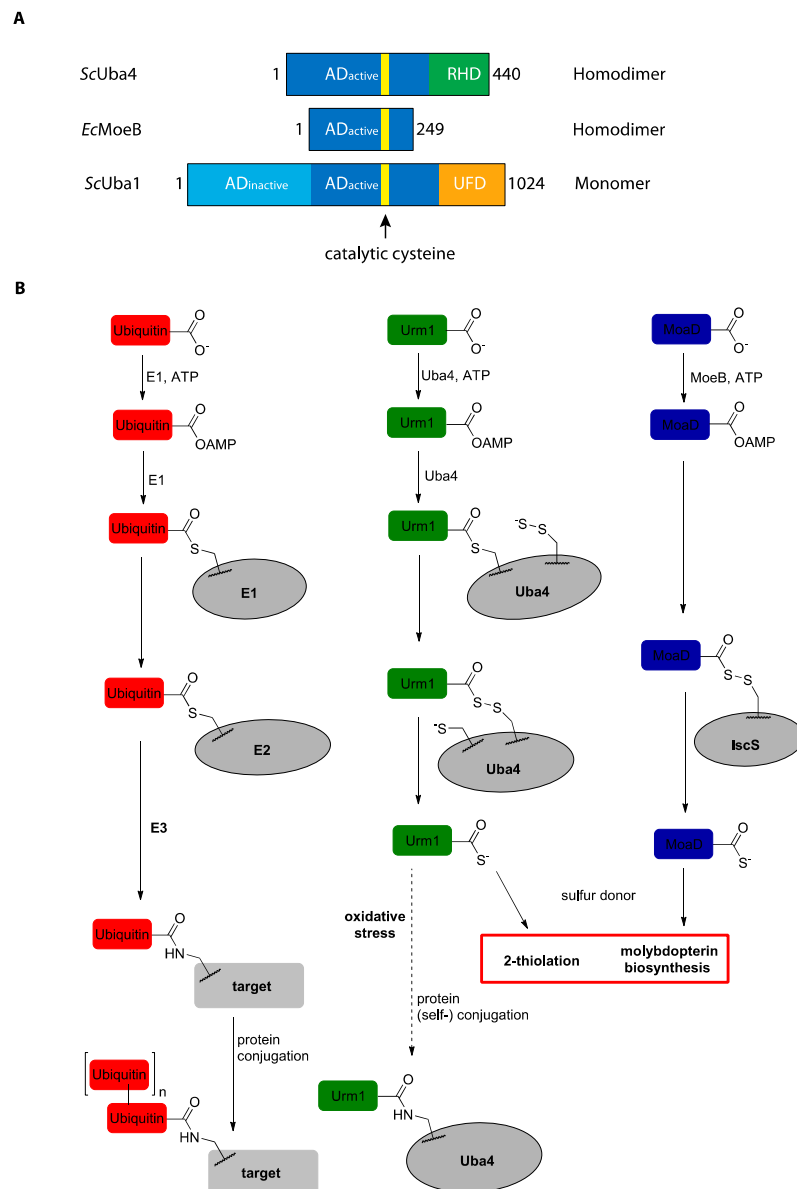 A
ScUba4 1 ADactive RHD 440 Homodimer
EcMoeB 1 ADactive 249 Homodimer
ScUba1 1 ADinactive ADactive UFD 1024 Monomer
catalytic cysteine
B
Ubiquitin O O-
E1, ATP
Ubiquitin O OAMP
E1
Ubiquitin O S
E1
Ubiquitin O S
E2
E3
Ubiquitin O HN
target
protein
conjugation
Ubiquitin n
Ubiquitin O HN
target
Urm1 O O-
Uba4, ATP
Urm1 O OAMP
Uba4
Urm1 O S -S S
Uba4
Urm1 O S S
-S
Uba4
Urm1 O S-
oxidative
stress
protein
(self-) conjugation
Urm1 O HN
Uba4
MoaD O O-
MoeB, ATP
MoaD O OAMP
MoaD O S S
IscS
MoaD O S-
sulfur donor
2-thiolation
molybdopterin
biosynthesis